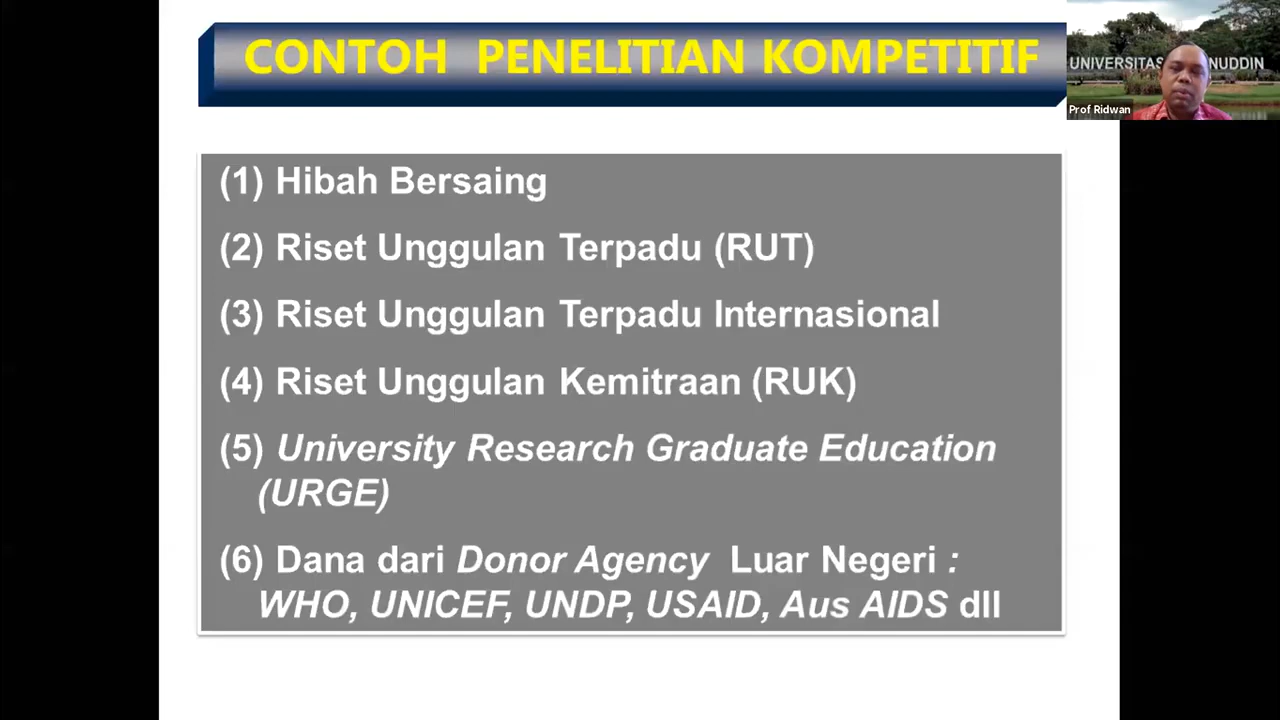 CONTOH PENELITIAN KOMPETITIF
UNIVERSITAS
NUDDIN
Prof Ridwan
(1) Hibah Bersaing
(2) Riset Unggulan Terpadu (RUT)
(3) Riset Unggulan Terpadu Internasional
(4) Riset Unggulan Kemitraan (RUK)
(5) University Research Graduate Education
(URGE)
(6) Dana dari Donor Agency Luar Negeri :
WHO, UNICEF, UNDP, USAID, Aus AIDS dll